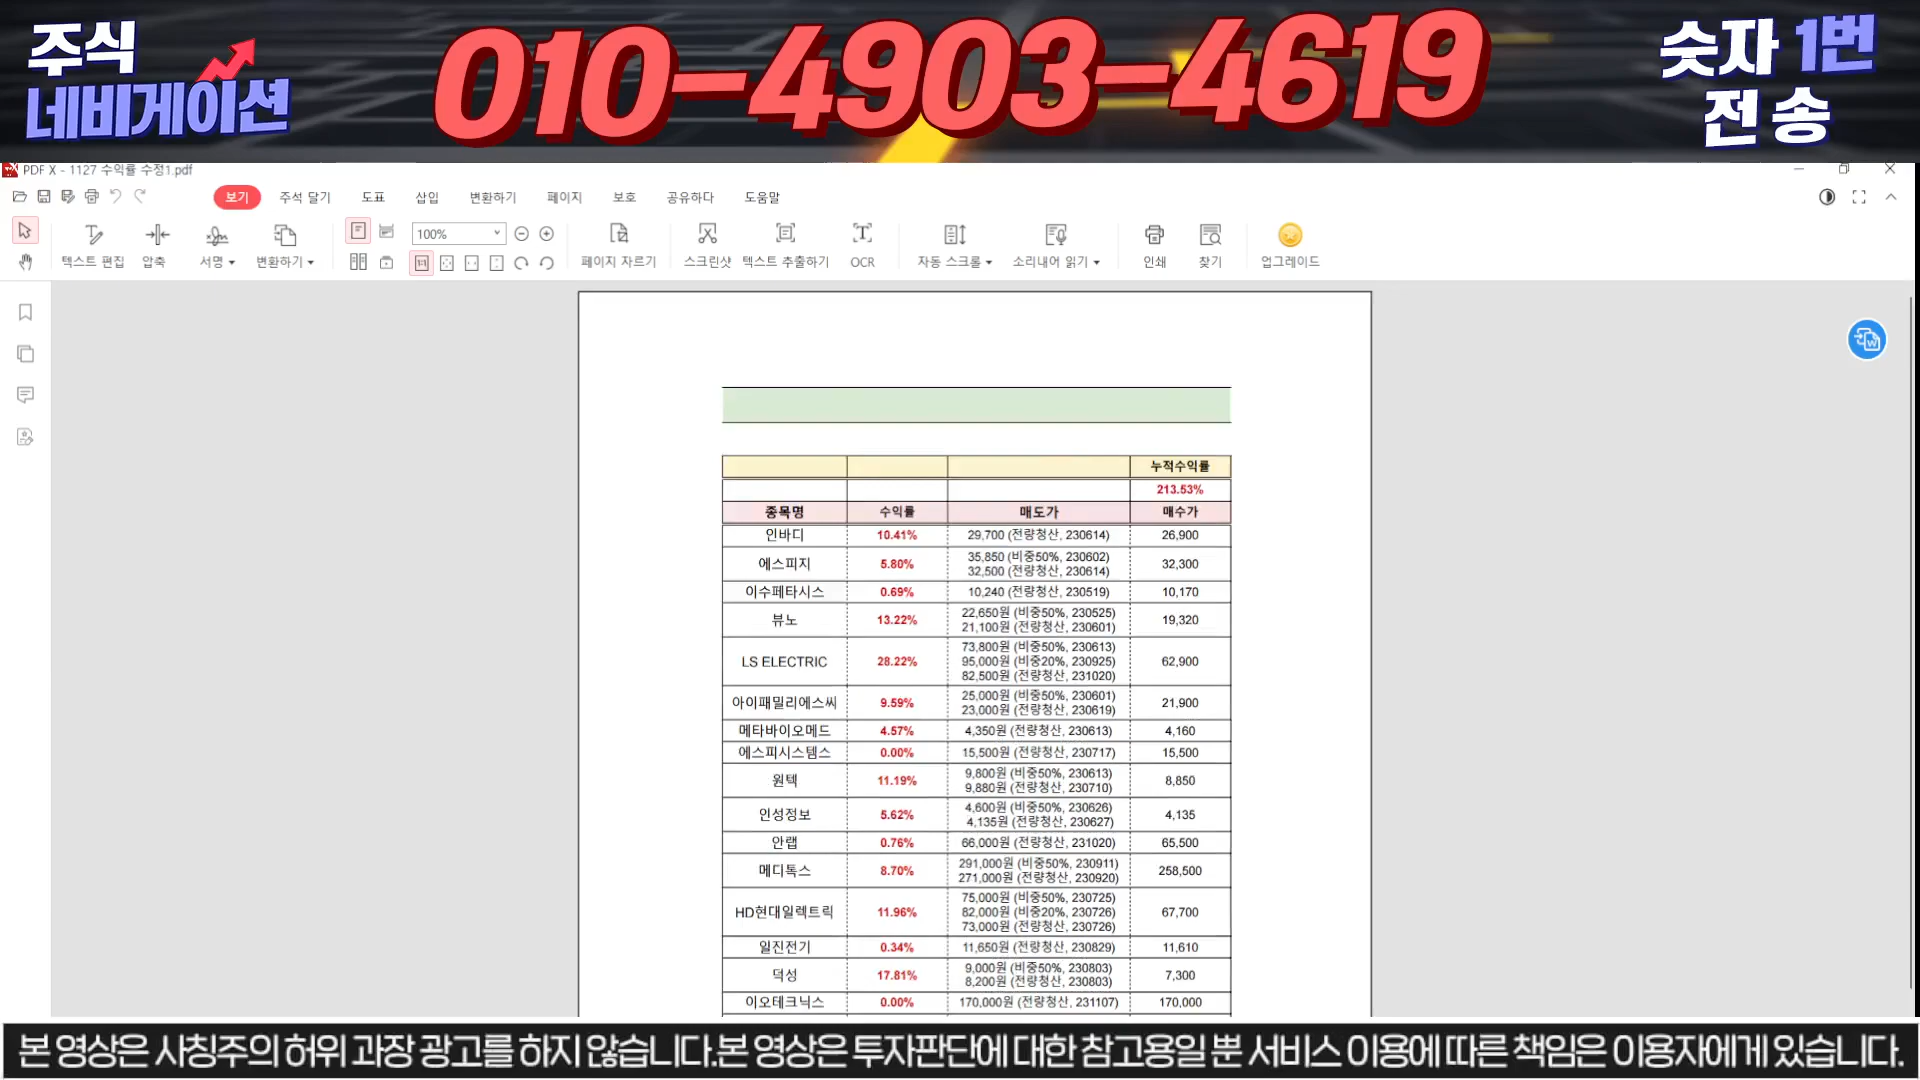 주식
네비게이션
010-4903-4619
숫자 1번
전송
PDF X - 1127 수익률 수정1.pdf
보기 주석 달기 도표 삽입 변환하기 페이지 보호 공유하다 도움말
100%
텍스트 편집 압축 서명 변환하기 페이지 자르기 스크린샷 텍스트 추출하기 OCR 자동 스크롤 소리내어 읽기 인쇄 찾기 업그레이드
누적수익률
213.53%
종목명 수익률 매도가 매수가
인바디 10.41% 29,700 (전량청산, 230614) 26,900
에스피지 5.80% 35,850 (비중50%, 230602) 32,300
32,500 (전량청산, 230614)
이수페타시스 0.69% 10,240 (전량청산, 230519) 10,170
뷰노 13.22% 22,650원 (비중50%, 230525) 19,320
21,100원 (전량청산, 230601)
LS ELECTRIC 28.22% 73,800원 (비중50%, 230613) 62,900
95,000원 (비중20%, 230925)
82,500원 (전량청산, 231020)
아이패밀리에스씨 9.59% 25,000원 (비중50%, 230601) 21,900
23,000원 (전량청산, 230619)
메타바이오메드 4.57% 4,350원 (전량청산, 230613) 4,160
에스피시스템스 0.00% 15,500원 (전량청산, 230717) 15,500
원텍 11.19% 9,800원 (비중50%, 230613) 8,850
9,880원 (전량청산, 230710)
인성정보 5.62% 4,600원 (비중50%, 230626) 4,135
4,135원 (전량청산, 230627)
안랩 0.76% 66,000원 (전량청산, 231020) 65,500
메디톡스 8.70% 291,000원 (비중50%, 230911) 258,500
271,000원 (전량청산, 230920)
HD현대일렉트릭 11.96% 75,000원 (비중50%, 230725) 67,700
82,000원 (비중20%, 230726)
73,000원 (전량청산, 230726)
일진전기 0.34% 11,650원 (전량청산, 230829) 11,610
덕성 17.81% 9,000원 (비중50%, 230803) 7,300
8,200원 (전량청산, 230803)
이오테크닉스 0.00% 170,000원 (전량청산, 231107) 170,000
본 영상은 사칭주의 허위 과장 광고를 하지 않습니다.본 영상은 투자판단에 대한 참고용일 뿐 서비스 이용에 따른 책임은 이용자에게 있습니다.